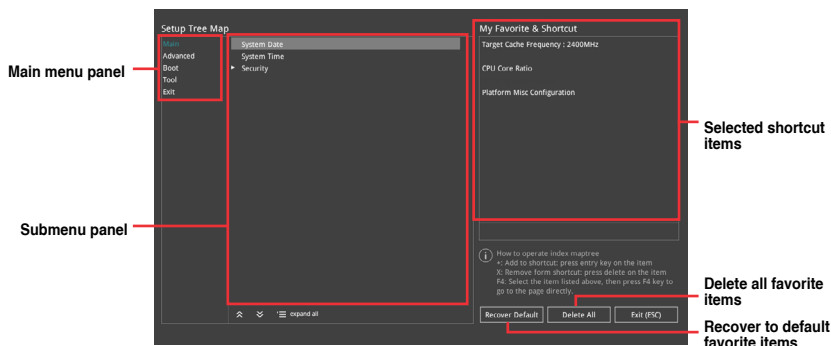 Setup Tree Map
My Favorite & Shortcut
Main
Advanced
Boot
Tool
Exit
System Date
System Time
Security
Target Cache Frequency : 2400MHz
CPU Core Ratio
Platform Misc Configuration
Main menu panel
Selected shortcut
items
Submenu panel
How to operate index maptree
+: Add to shortcut: press entry key on the item
X: Remove form shortcut: press delete on the item
F4: Select the item listed above, then press F4 key to
go to the page directly.
Delete all favorite
items
expand all
Recover Default
Delete All
Exit (ESC)
Recover to default
favorite items